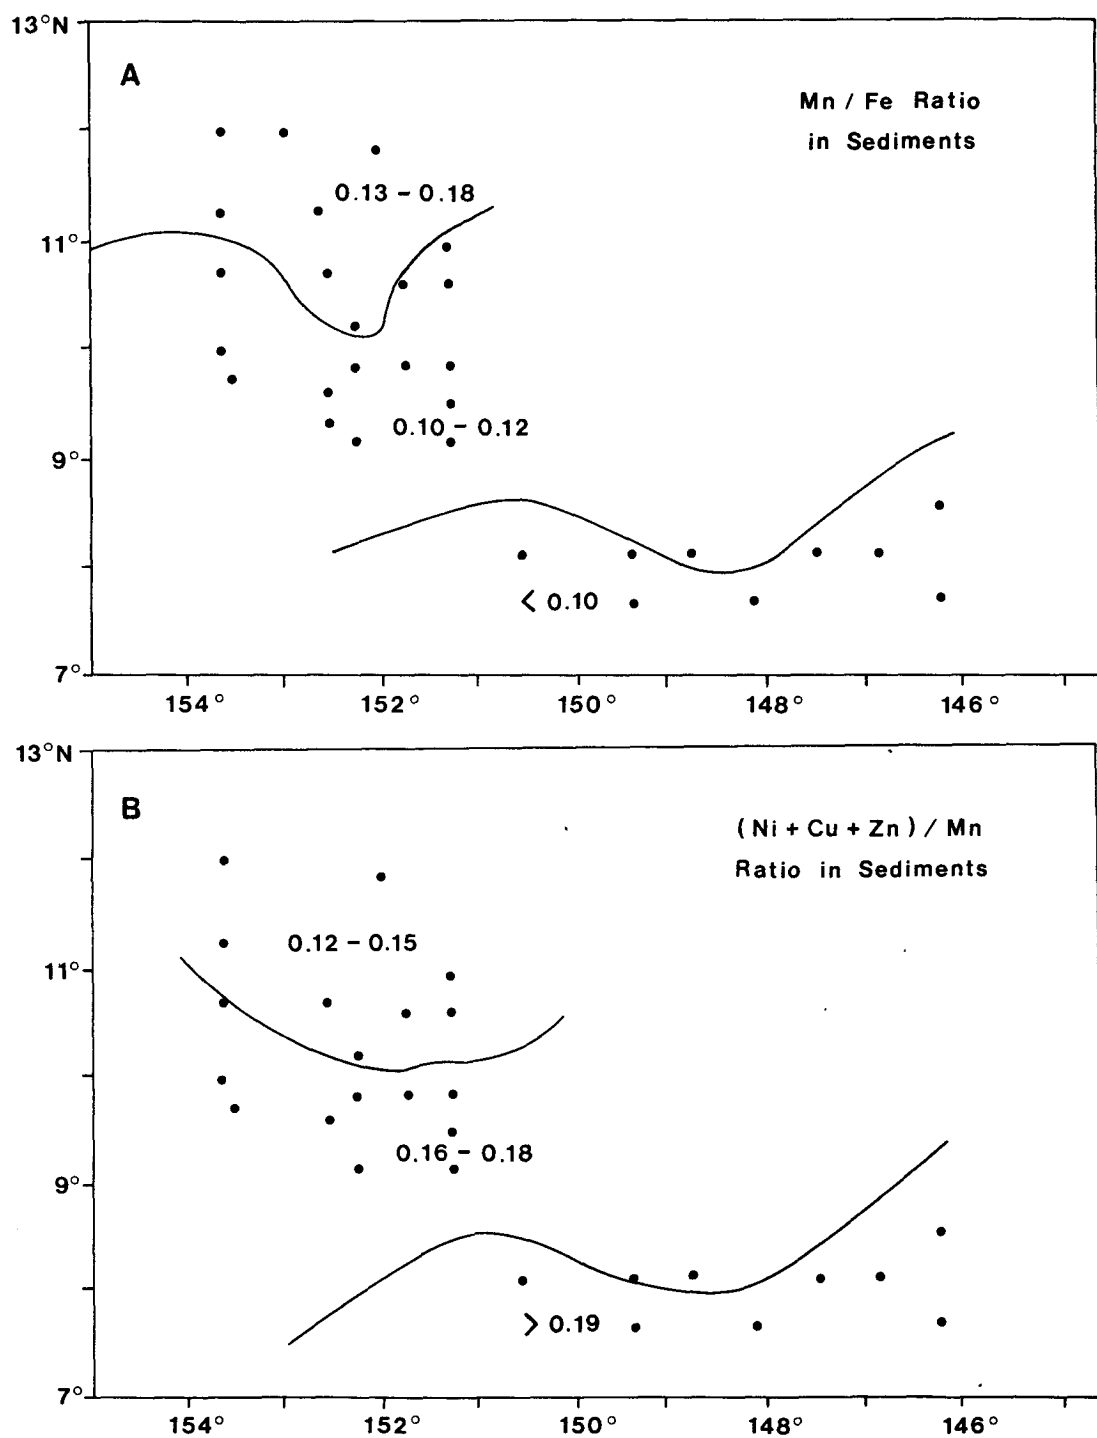 13°N
A
Mn / Fe Ratio
in Sediments
0.13 – 0.18
11°
9°
0.10 – 0.12
< 0.10
7°
154° 152° 150° 148° 146°
13°N
B
(Ni + Cu + Zn) / Mn
Ratio in Sediments
0.12 – 0.15
11°
9°
0.16 – 0.18
> 0.19
7°
154° 152° 150° 148° 146°